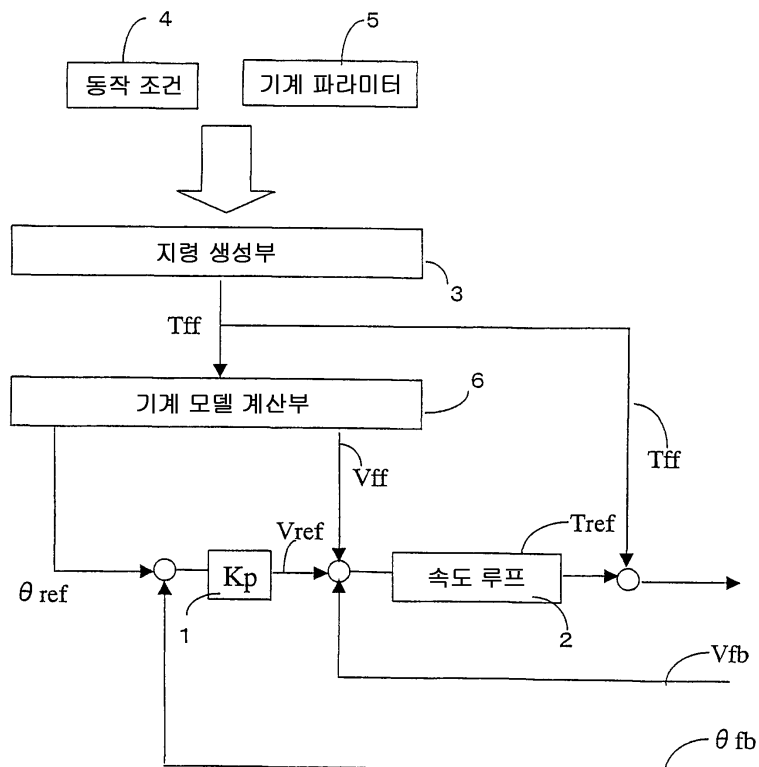 4
5
동작 조건
기계 파라미터
지령 생성부
3
Tff
기계 모델 계산부
6
Tff
Vff
Vref
Tref
θ ref
Kp
속도 루프
1
2
Vfb
θ fb